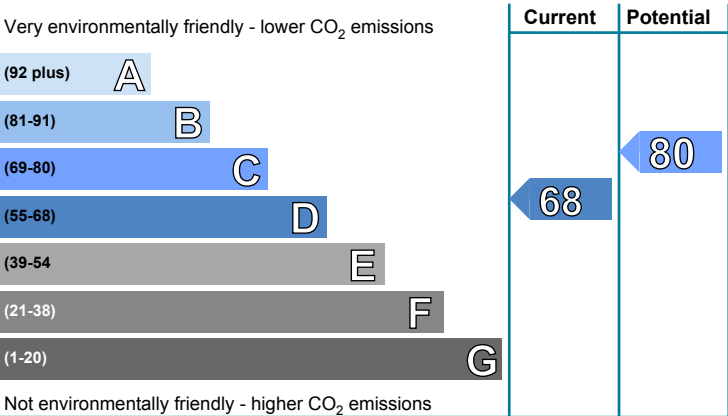 Very environmentally friendly - lower CO₂ emissions
Current
Potential
(92 plus) A
(81-91) B
(69-80) C
(55-68) D
(39-54 E
(21-38) F
(1-20) G
68
80
Not environmentally friendly - higher CO₂ emissions